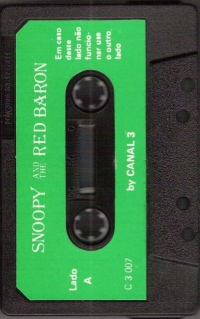 SNOOPY AND THE RED BARON
Em caso
deste
lado não
funcio-
nar use
o outro
lado
Lado
A
by CANAL 3
C 3 007